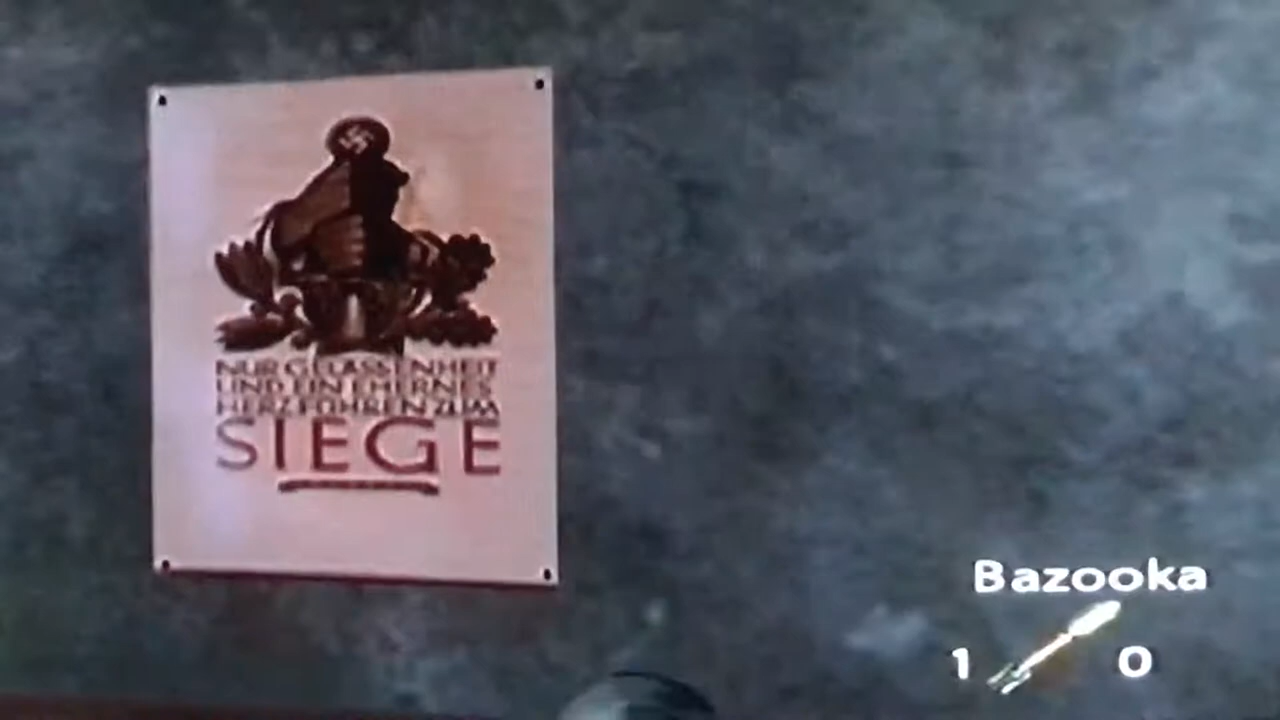 NUR GELASSENHEIT
UND EIN EHERNES
HERZ FÜHREN ZUM
SIEGE
Bazooka
1 0